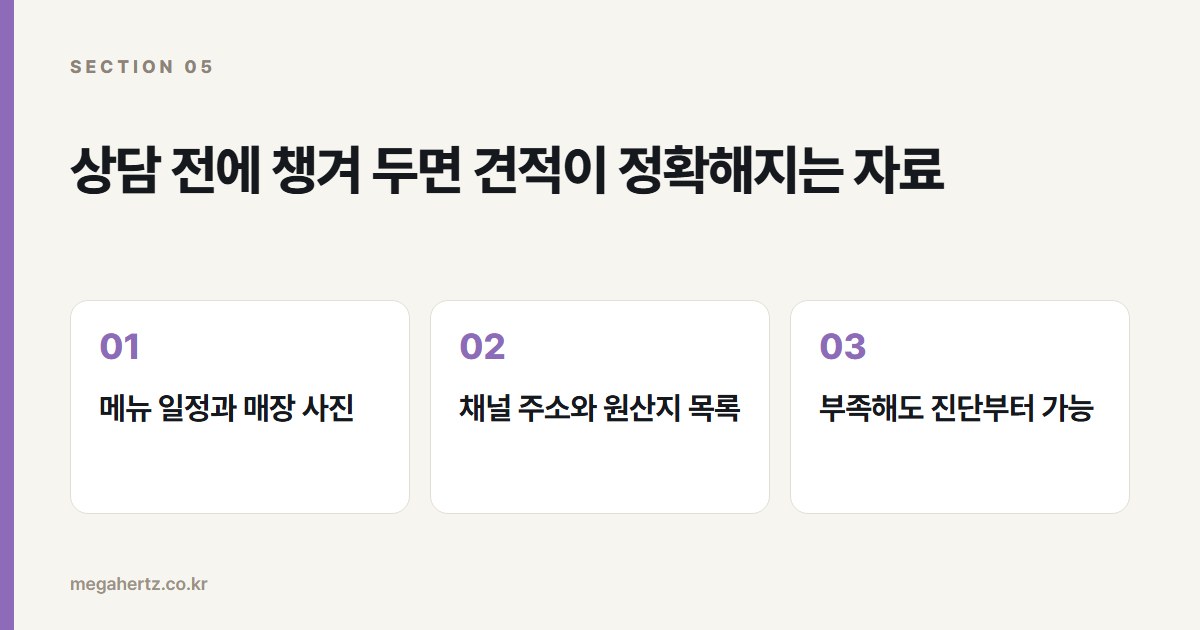 SECTION 05
상담 전에 챙겨 두면 견적이 정확해지는 자료
01
메뉴 일정과 매장 사진
02
채널 주소와 원산지 목록
03
부족해도 진단부터 가능
megahertz.co.kr